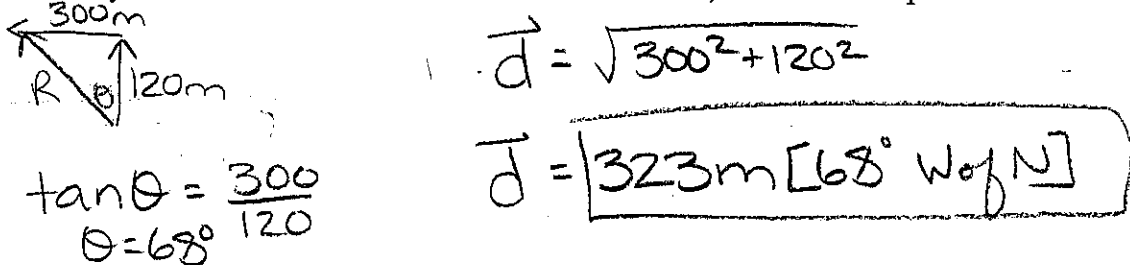 300m
R θ 120m
tanθ = 300/120
θ=68°
d⃗ = √300²+120²
d⃗ = 323m [68° W of N]